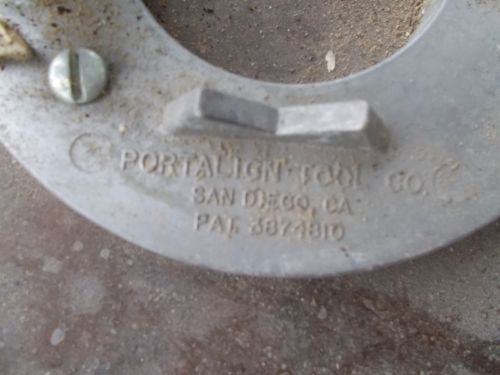 PORTALIGN TOOL CO.
SAN DIEGO, CA
PAT. 3874810